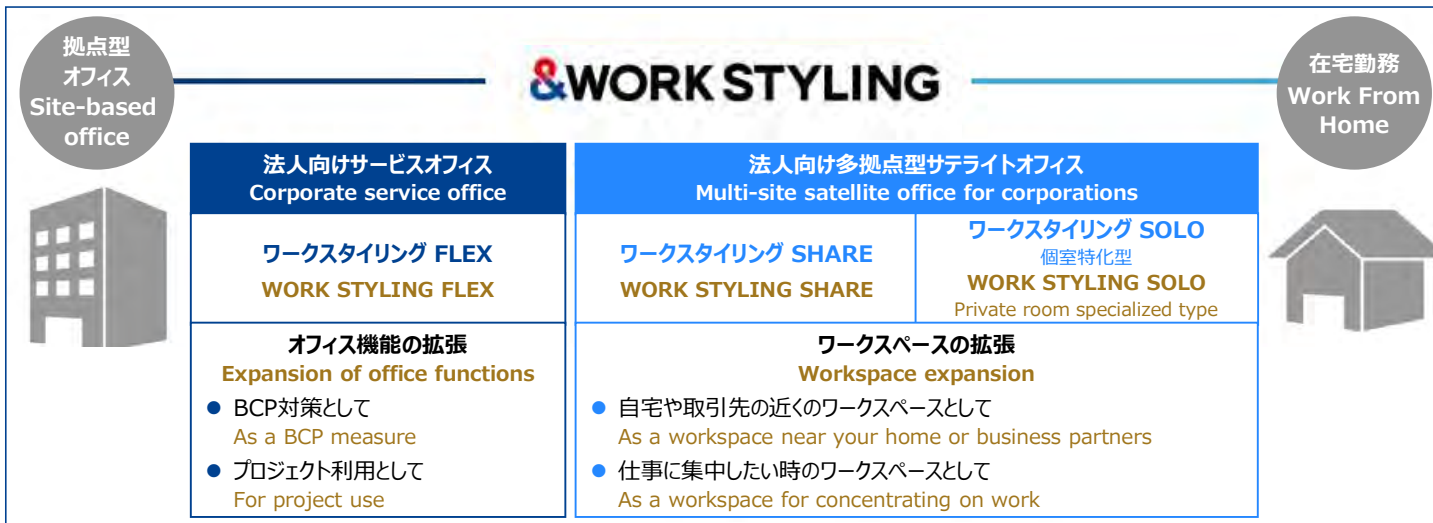 拠点型
オフィス
Site-based
office
&WORK STYLING
在宅勤務
Work From
Home
法人向けサービスオフィス
Corporate service office
法人向け多拠点型サテライトオフィス
Multi-site satellite office for corporations
ワークスタイリング FLEX
WORK STYLING FLEX
ワークスタイリング SHARE
WORK STYLING SHARE
ワークスタイリング SOLO
個室特化型
WORK STYLING SOLO
Private room specialized type
オフィス機能の拡張
Expansion of office functions
● BCP対策として
As a BCP measure
● プロジェクト利用として
For project use
ワークスペースの拡張
Workspace expansion
● 自宅や取引先の近くのワークスペースとして
As a workspace near your home or business partners
● 仕事に集中したい時のワークスペースとして
As a workspace for concentrating on work